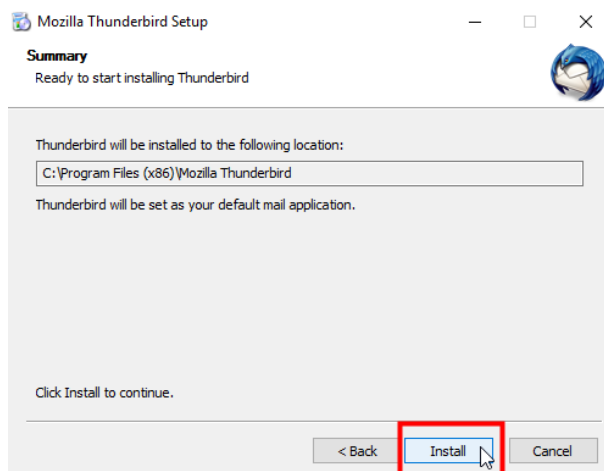 Mozilla Thunderbird Setup
Summary
Ready to start installing Thunderbird
Thunderbird will be installed to the following location:
C:\Program Files (x86)\Mozilla Thunderbird
Thunderbird will be set as your default mail application.
Click Install to continue.
< Back Install Cancel